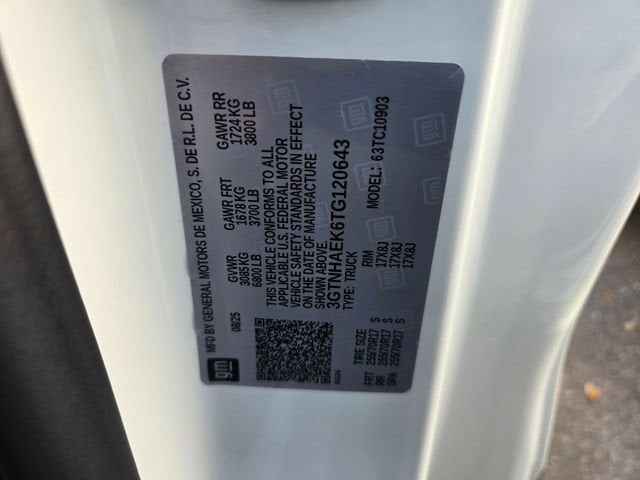 MFD BY GENERAL MOTORS DE MEXICO, S. DE R.L. DE C.V.
08/25 GVWR GAWR FRT GAWR RR
3085 KG 1678 KG 1724 KG
6800 LB 3700 LB 3800 LB
THIS VEHICLE CONFORMS TO ALL
APPLICABLE U.S. FEDERAL MOTOR
VEHICLE SAFETY STANDARDS IN EFFECT
ON THE DATE OF MANUFACTURE
SHOWN ABOVE.
3GTNHAEK6TG120643
TYPE: TRUCK MODEL: 63TC10903
TIRE SIZE RIM
FRT 255/70R17 S 17X8J
RR 255/70R17 S 17X8J
SPA 255/70R17 S 17X8J
gm